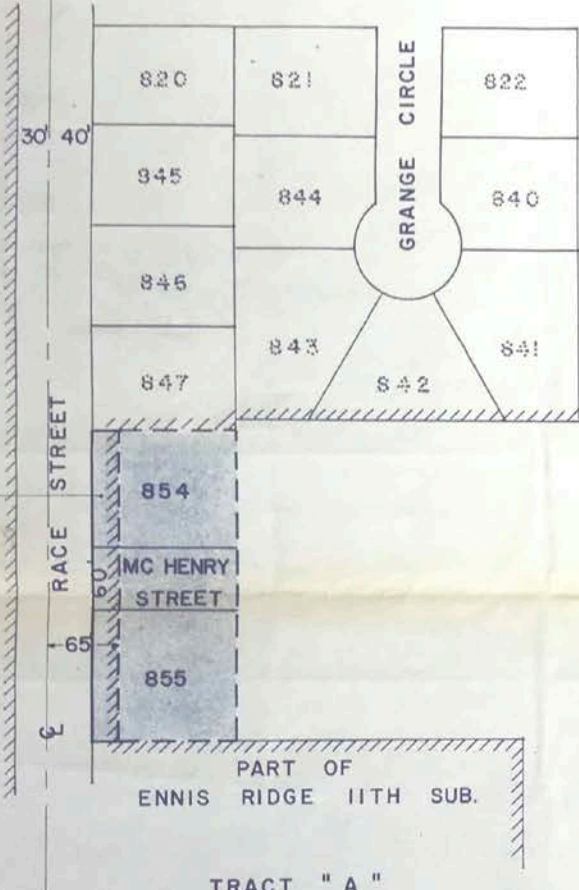 820
821
822
GRANGE CIRCLE
30' 40'
845
844
840
846
843
842
841
847
RACE STREET
854
MC HENRY
STREET
60
65
855
℄
PART OF
ENNIS RIDGE 11TH SUB.
TRACT "A"